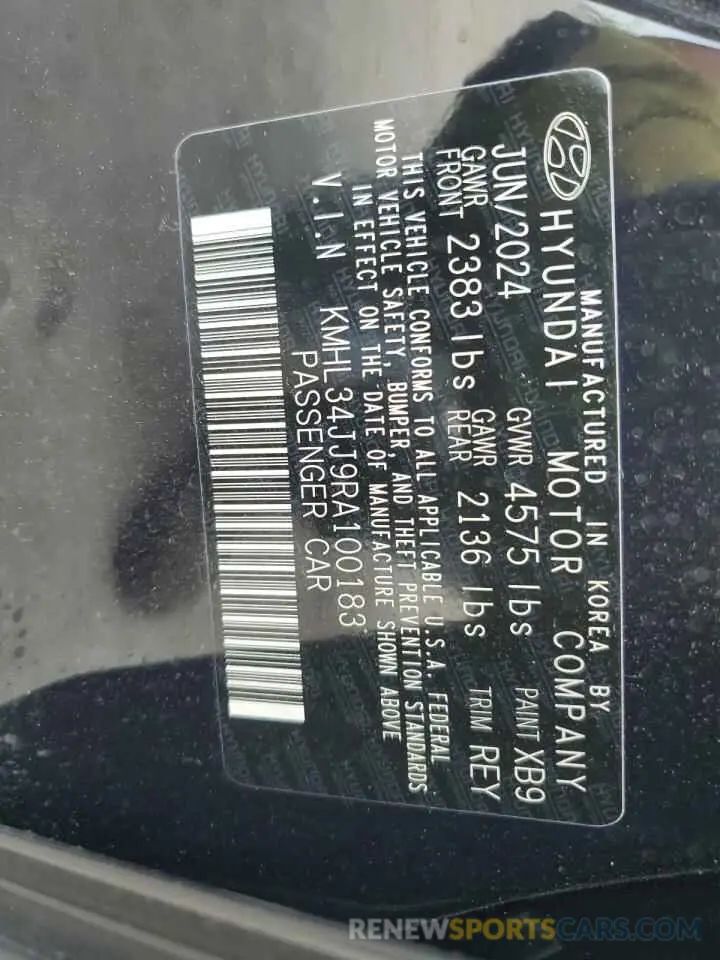 MANUFACTURED IN KOREA BY
HYUNDAI MOTOR COMPANY
JUN/2024 GVWR 4575 lbs PAINT XB9
GAWR FRONT 2383 lbs GAWR REAR 2136 lbs TRIM REY
THIS VEHICLE CONFORMS TO ALL APPLICABLE U.S.A. FEDERAL
MOTOR VEHICLE SAFETY, BUMPER, AND THEFT PREVENTION STANDARDS
IN EFFECT ON THE DATE OF MANUFACTURE SHOWN ABOVE
V.I.N KMHL34JJ9RA100183
PASSENGER CAR
RENEWSPORTSCARS.COM